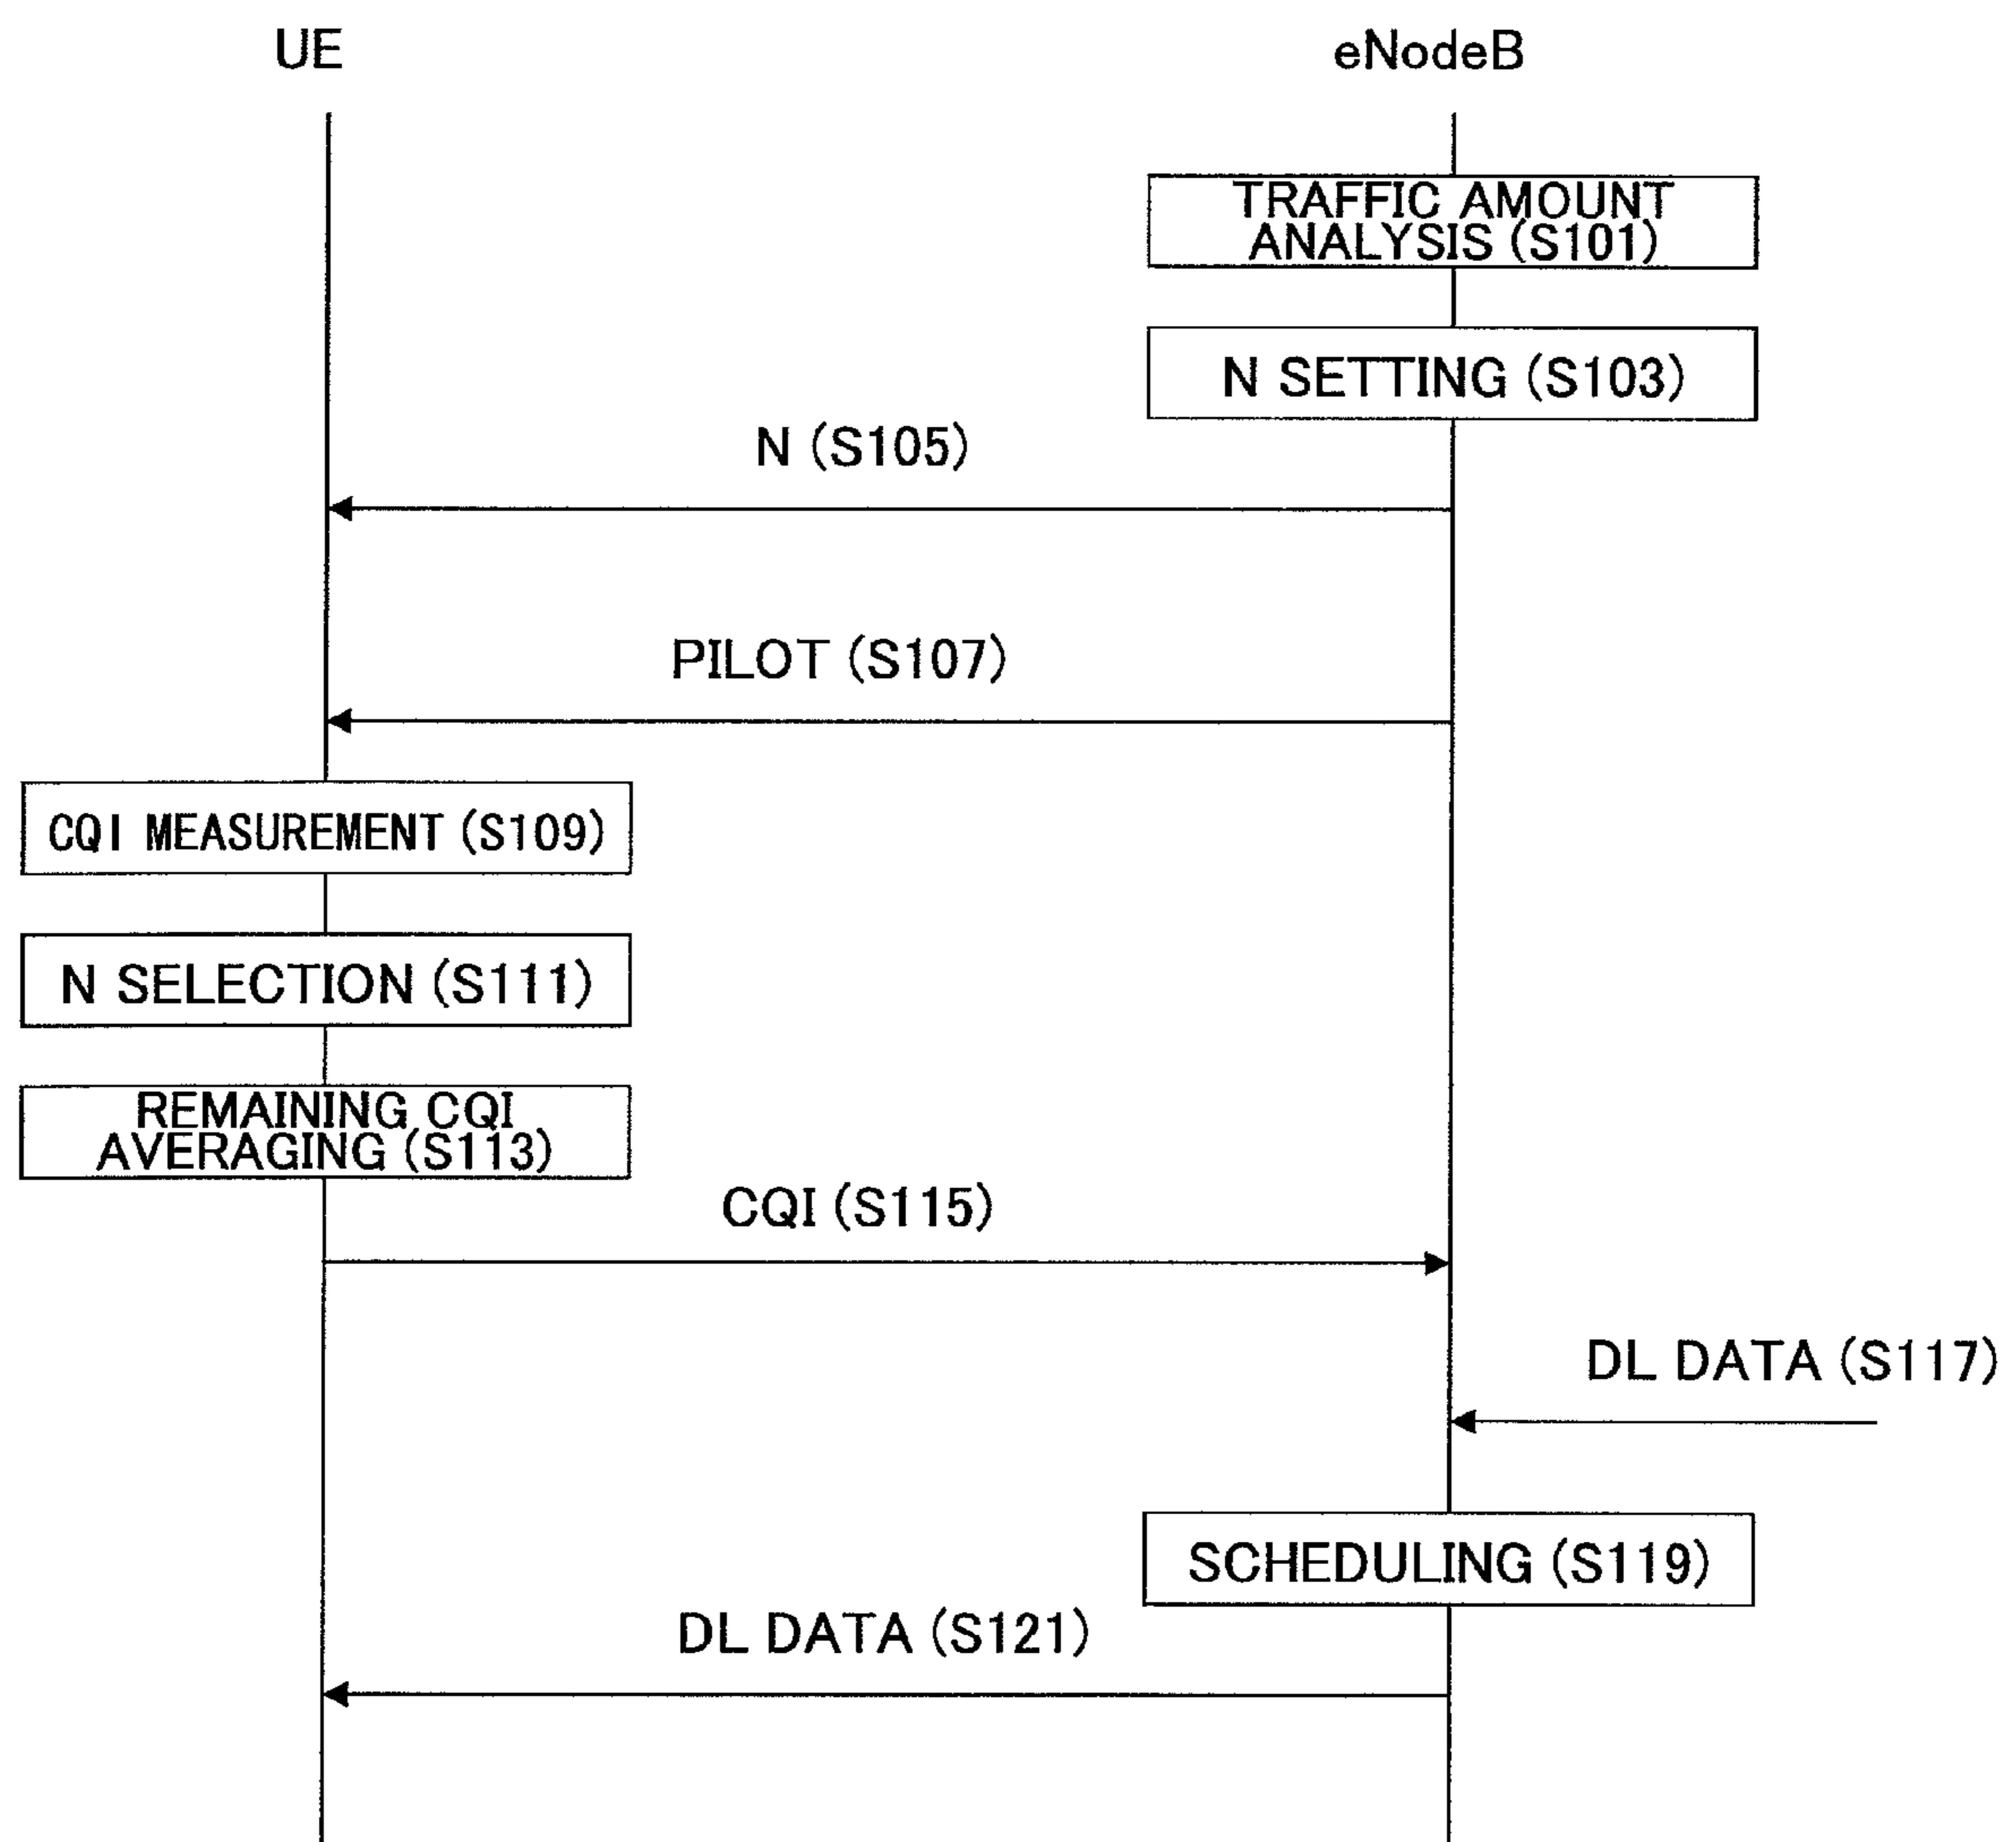 UE
eNodeB
TRAFFIC AMOUNT
ANALYSIS (S101)
N SETTING (S103)
N (S105)
PILOT (S107)
CQI MEASUREMENT (S109)
N SELECTION (S111)
REMAINING CQI
AVERAGING (S113)
CQI (S115)
DL DATA (S117)
SCHEDULING (S119)
DL DATA (S121)